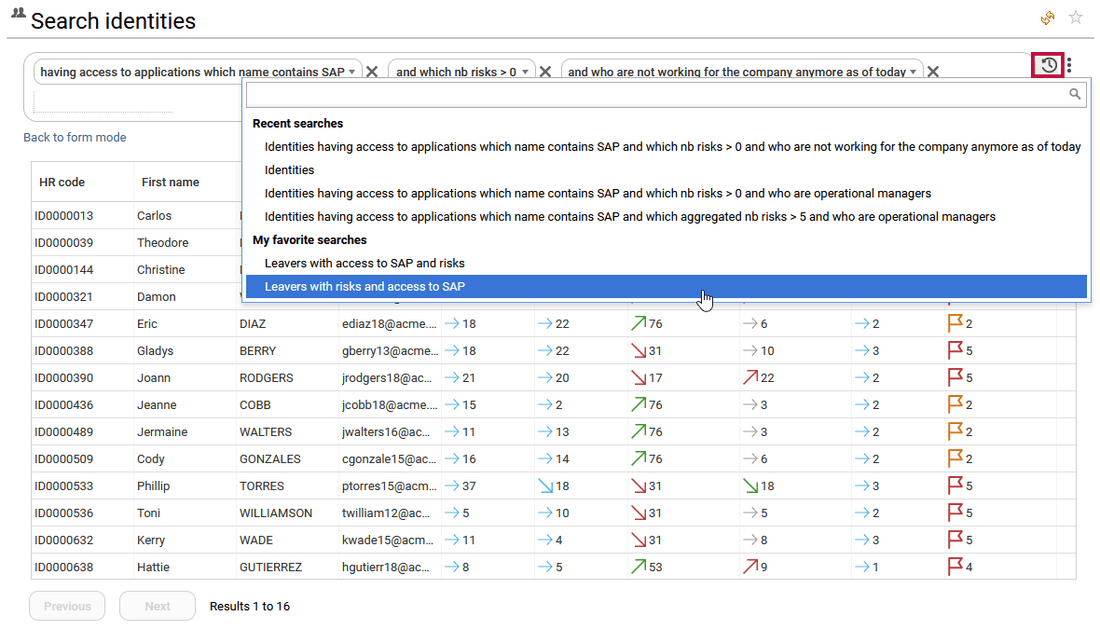 Search identities
having access to applications which name contains SAP and which nb risks > 0 and who are not working for the company anymore as of today
Back to form mode
Recent searches
Identities having access to applications which name contains SAP and which nb risks > 0 and who are not working for the company anymore as of today
Identities
Identities having access to applications which name contains SAP and which nb risks > 0 and who are operational managers
Identities having access to applications which name contains SAP and which aggregated nb risks > 5 and who are operational managers
My favorite searches
Leavers with access to SAP and risks
Leavers with risks and access to SAP
HR code First name
ID0000013 Carlos
ID0000039 Theodore
ID0000144 Christine
ID0000321 Damon
ID0000347 Eric DIAZ ediaz18@acme.... 18 22 76 6 2 2
ID0000388 Gladys BERRY gberry13@acme... 18 22 31 10 3 5
ID0000390 Joann RODGERS jrodgers18@ac... 21 20 17 22 2 5
ID0000436 Jeanne COBB jcobb18@acme.... 15 2 76 3 2 2
ID0000489 Jermaine WALTERS jwalters16@ac... 11 13 76 3 2 2
ID0000509 Cody GONZALES cgonzale15@ac... 16 14 76 6 2 2
ID0000533 Phillip TORRES ptorres15@acm... 37 18 31 18 3 5
ID0000536 Toni WILLIAMSON twilliam12@ac... 5 10 31 5 2 5
ID0000632 Kerry WADE kwade15@acm... 11 4 31 8 3 5
ID0000638 Hattie GUTIERREZ hgutierr18@ac... 8 5 53 9 1 4
Previous Next Results 1 to 16